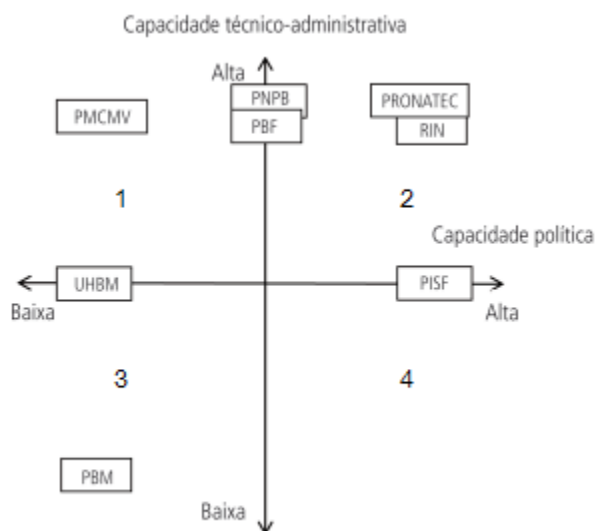 Capacidade técnico-administrativa
Alta
PNPB
PBF
PMCMV
PRONATEC
RIN
1
2
Capacidade política
UHBM
PISF
Baixa
Alta
3
4
PBM
Baixa